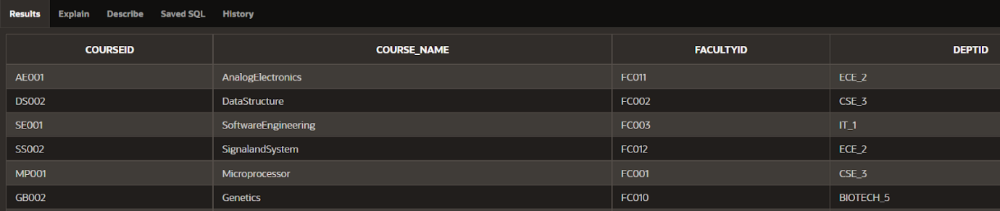 Results Explain Describe Saved SQL History
COURSEID COURSE_NAME FACULTYID DEPTID
AE001 AnalogElectronics FC011 ECE_2
DS002 DataStructure FC002 CSE_3
SE001 SoftwareEngineering FC003 IT_1
SS002 SignalandSystem FC012 ECE_2
MP001 Microprocessor FC001 CSE_3
GB002 Genetics FC010 BIOTECH_5